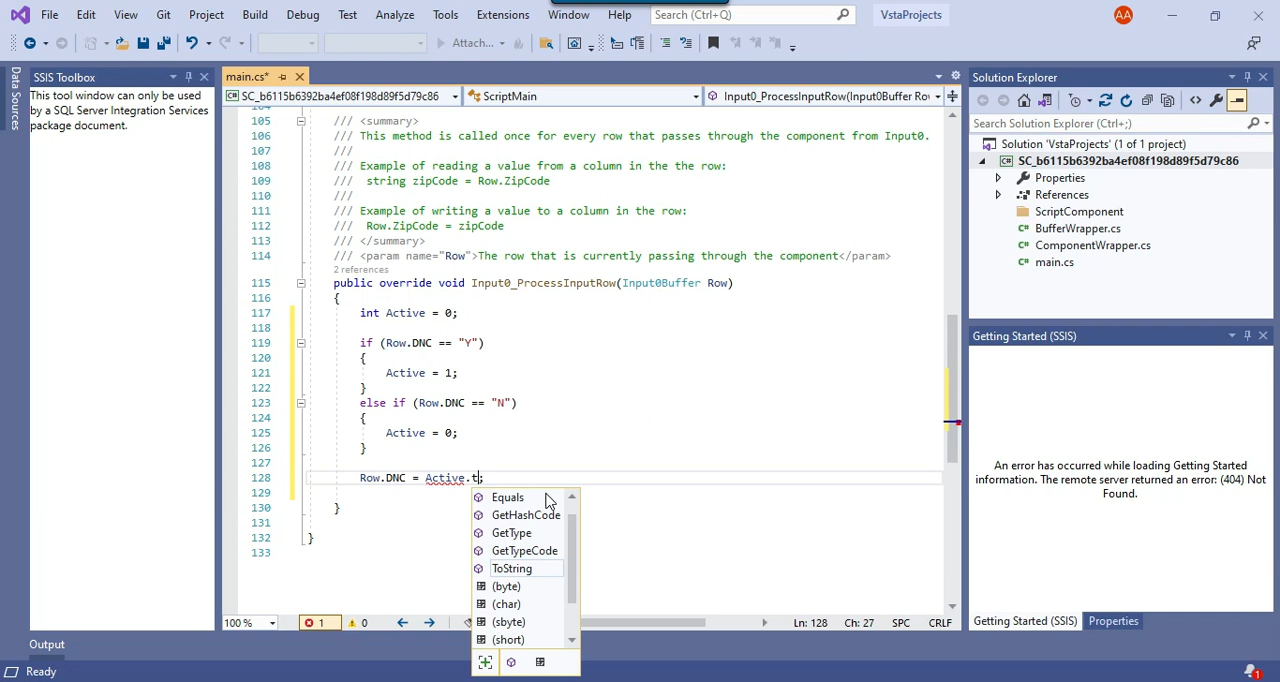 File Edit View Git Project Build Debug Test Analyze Tools Extensions Window Help Search (Ctrl+Q) VstaProjects AA
Attach...
Data Sources
SSIS Toolbox
This tool window can only be used
by a SQL Server Integration Services
package document.
main.cs*
SC_b6115b6392ba4ef08f198d89f5d79c86 ScriptMain Input0_ProcessInputRow(Input0Buffer Rov
105 /// <summary>
106 /// This method is called once for every row that passes through the component from Input0.
107 ///
108 /// Example of reading a value from a column in the the row:
109 /// string zipCode = Row.ZipCode
110 ///
111 /// Example of writing a value to a column in the row:
112 /// Row.ZipCode = zipCode
113 /// </summary>
114 /// <param name="Row">The row that is currently passing through the component</param>
2 references
115 public override void Input0_ProcessInputRow(Input0Buffer Row)
116 {
117 int Active = 0;
118
119 if (Row.DNC == "Y")
120 {
121 Active = 1;
122 }
123 else if (Row.DNC == "N")
124 {
125 Active = 0;
126 }
127
128 Row.DNC = Active.t;
129
130 }
131
132 }
133
Equals
GetHashCode
GetType
GetTypeCode
ToString
(byte)
(char)
(sbyte)
(short)
100 % 1 0 Ln: 128 Ch: 27 SPC CRLF
Output
Ready
Solution Explorer
Search Solution Explorer (Ctrl+;)
Solution 'VstaProjects' (1 of 1 project)
SC_b6115b6392ba4ef08f198d89f5d79c86
Properties
References
ScriptComponent
BufferWrapper.cs
ComponentWrapper.cs
main.cs
Getting Started (SSIS)
An error has occurred while loading Getting Started
information. The remote server returned an error: (404) Not
Found.
Getting Started (SSIS) Properties
1